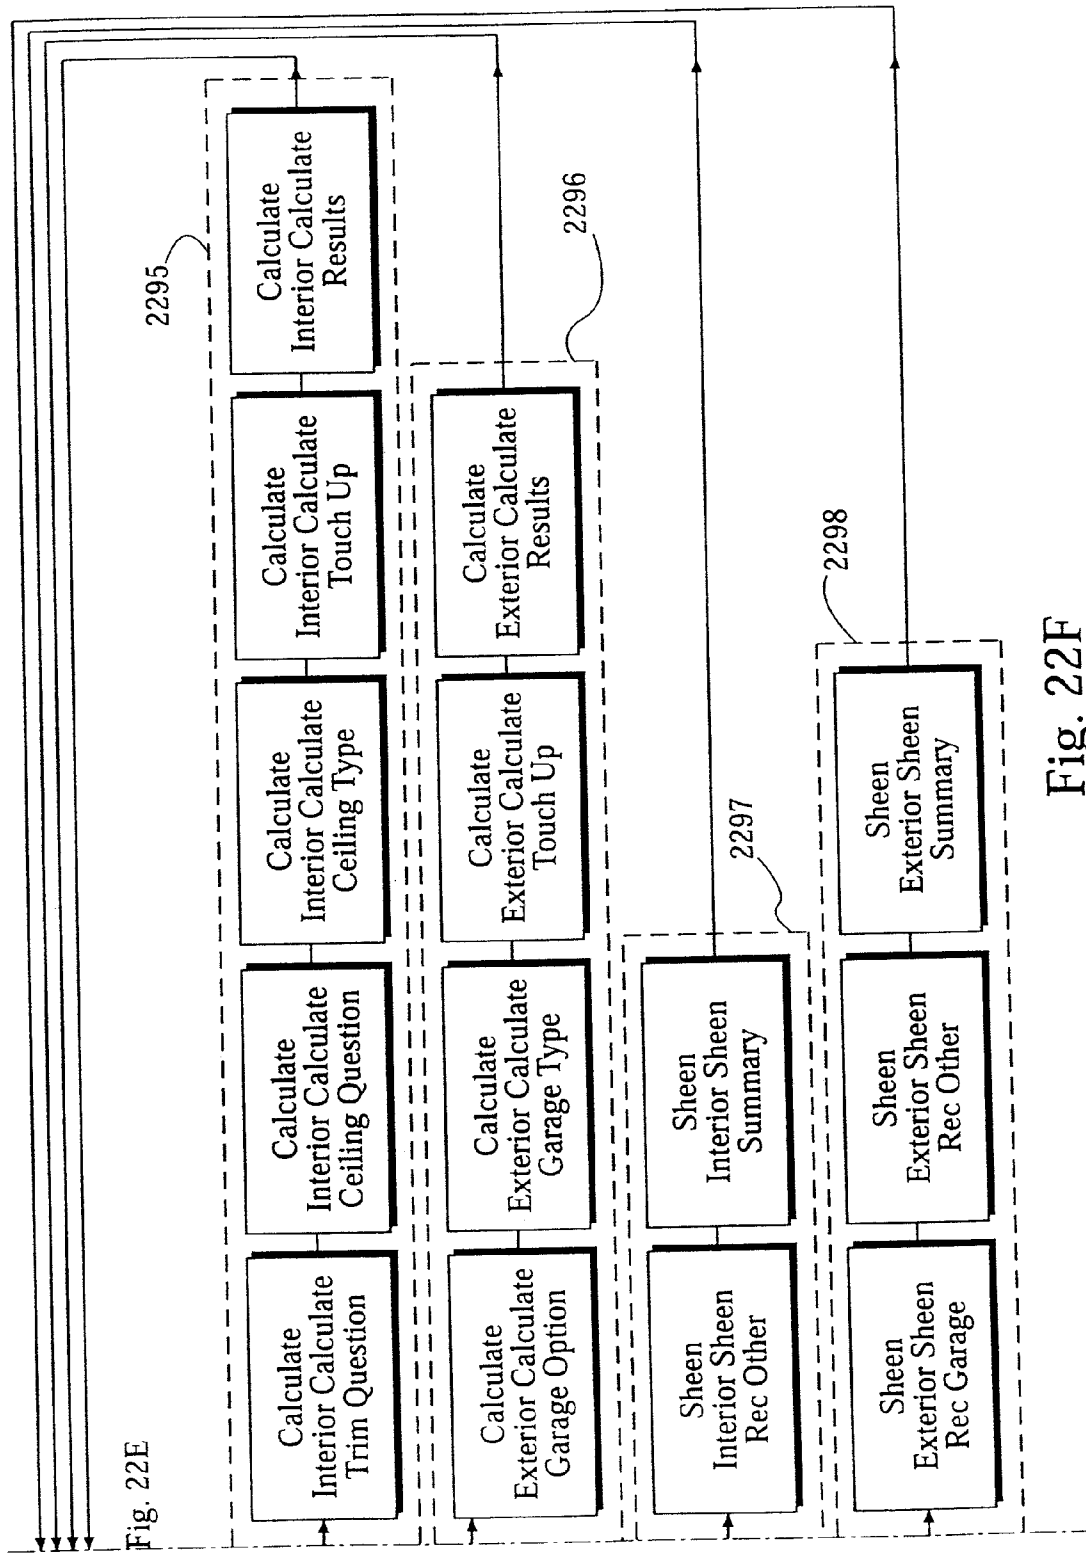 Fig. 22E
2295
Calculate
Interior Calculate
Trim Question
Calculate
Interior Calculate
Ceiling Question
Calculate
Interior Calculate
Ceiling Type
Calculate
Interior Calculate
Touch Up
Calculate
Interior Calculate
Results
2296
Calculate
Exterior Calculate
Garage Option
Calculate
Exterior Calculate
Garage Type
Calculate
Exterior Calculate
Touch Up
Calculate
Exterior Calculate
Results
2297
Sheen
Interior Sheen
Rec Other
Sheen
Interior Sheen
Summary
2298
Sheen
Exterior Sheen
Rec Garage
Sheen
Exterior Sheen
Rec Other
Sheen
Exterior Sheen
Summary
Fig. 22F